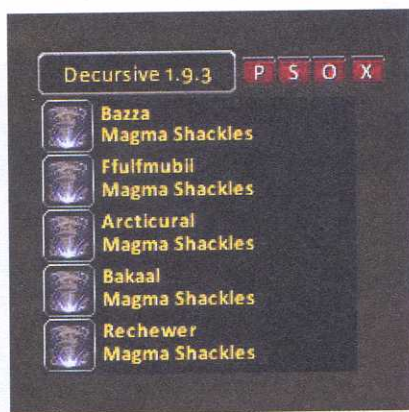 Decursive 1.9.3 P S O X
Bazza
Magma Shackles
Ffulfmubii
Magma Shackles
Arcticural
Magma Shackles
Bakaal
Magma Shackles
Rechewer
Magma Shackles